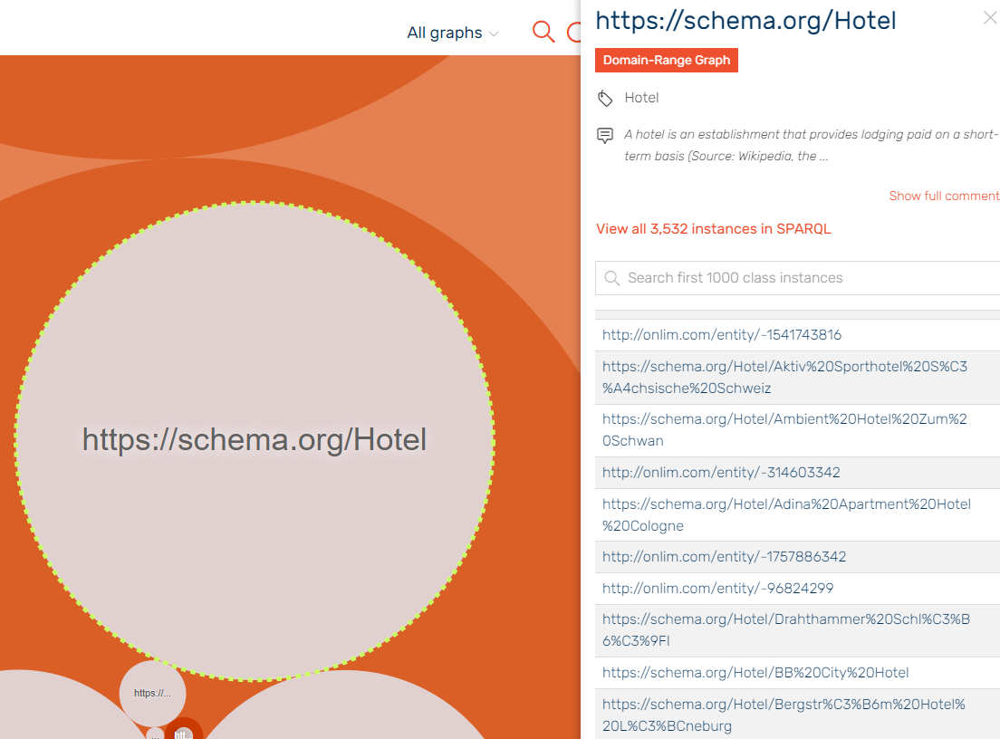 All graphs
https://schema.org/Hotel
https://...
...
htt...
https://schema.org/Hotel
Domain-Range Graph
Hotel
A hotel is an establishment that provides lodging paid on a short-
term basis (Source: Wikipedia, the ...
Show full comment
View all 3,532 instances in SPARQL
Search first 1000 class instances
http://onlim.com/entity/-1541743816
https://schema.org/Hotel/Aktiv%20Sporthotel%20S%C3
%A4chsische%20Schweiz
https://schema.org/Hotel/Ambient%20Hotel%20Zum%2
0Schwan
http://onlim.com/entity/-314603342
https://schema.org/Hotel/Adina%20Apartment%20Hotel
%20Cologne
http://onlim.com/entity/-1757886342
http://onlim.com/entity/-96824299
https://schema.org/Hotel/Drahthammer%20Schl%C3%B
6%C3%9Fl
https://schema.org/Hotel/BB%20City%20Hotel
https://schema.org/Hotel/Bergstr%C3%B6m%20Hotel%
20L%C3%BCneburg